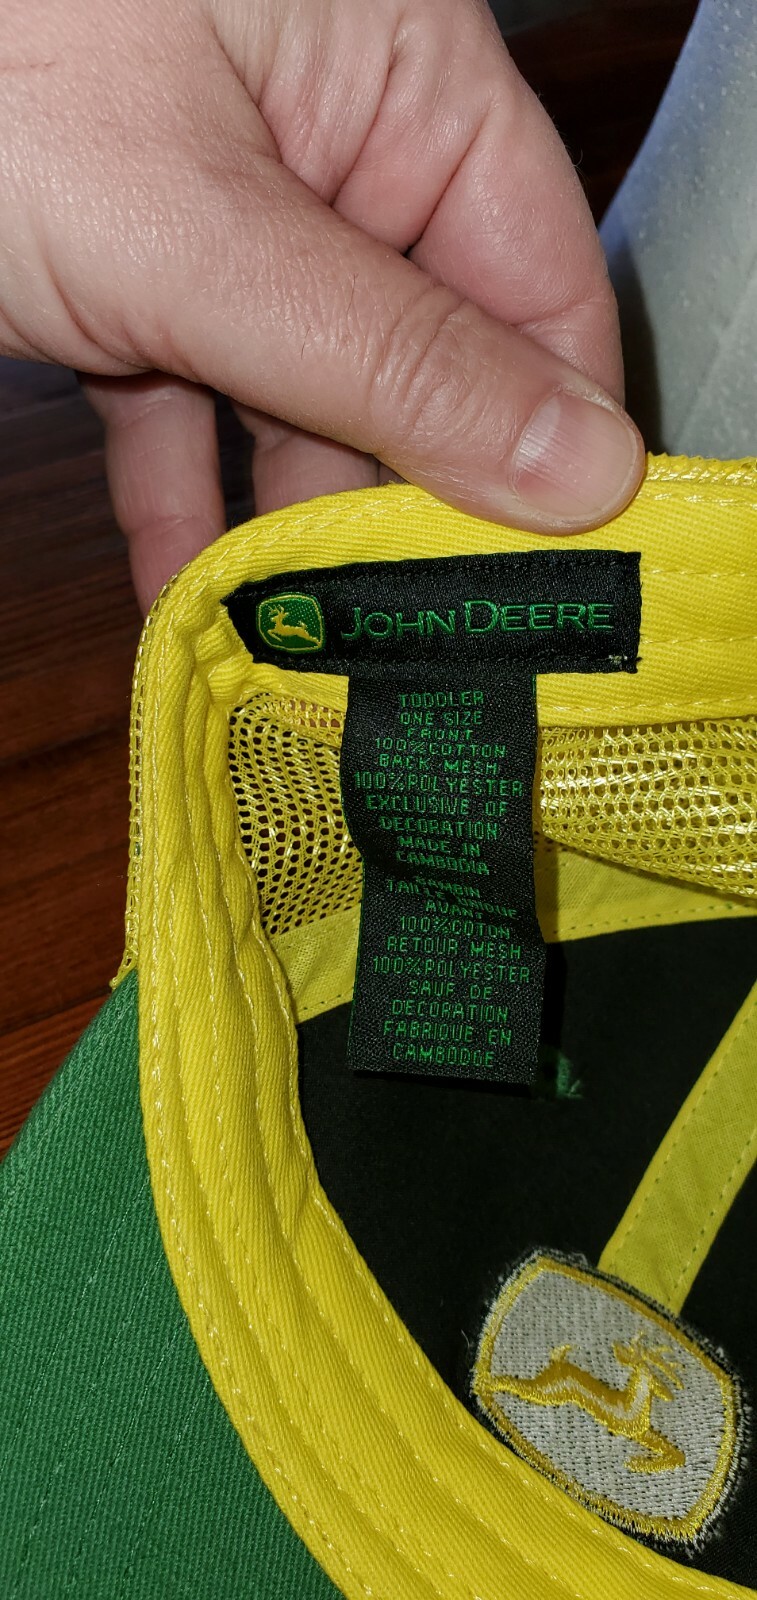 JOHN DEERE
TODDLER
ONE SIZE
FRONT
100%COTTON
BACK MESH
100%POLYESTER
EXCLUSIVE OF
DECORATION
MADE IN
CAMBODIA
BAMBIN
TAILLE UNIQUE
AVANT
100%COTON
RETOUR MESH
100%POLYESTER
SAUF DE
DECORATION
FABRIQUE EN
CAMBODGE